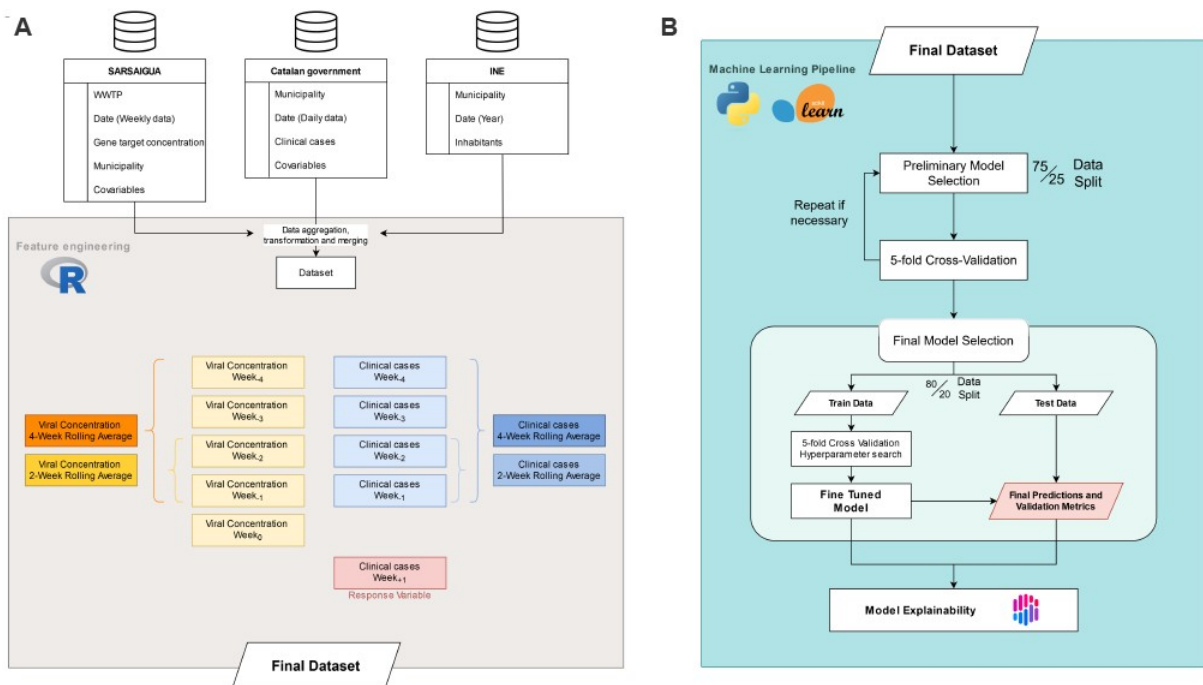 A
SARSAIGUA
WWTP
Date (Weekly data)
Gene target concentration
Municipality
Covariables
Catalan government
Municipality
Date (Daily data)
Clinical cases
Covariables
INE
Municipality
Date (Year)
Inhabitants
Feature engineering
R
Data aggregation,
transformation and merging
Dataset
Viral Concentration
4-Week Rolling Average
Viral Concentration
2-Week Rolling Average
Viral Concentration
Week-4
Viral Concentration
Week-3
Viral Concentration
Week-2
Viral Concentration
Week-1
Viral Concentration
Week0
Clinical cases
Week-4
Clinical cases
Week-3
Clinical cases
Week-2
Clinical cases
Week-1
Clinical cases
Week+1
Response Variable
Clinical cases
4-Week Rolling Average
Clinical cases
2-Week Rolling Average
Final Dataset
B
Final Dataset
Machine Learning Pipeline
learn
Preliminary Model
Selection
75/25 Data
Split
Repeat if
necessary
5-fold Cross-Validation
Final Model Selection
80/20 Data
Split
Train Data
Test Data
5-fold Cross Validation
Hyperparameter search
Fine Tuned
Model
Final Predictions and
Validation Metrics
Model Explainability